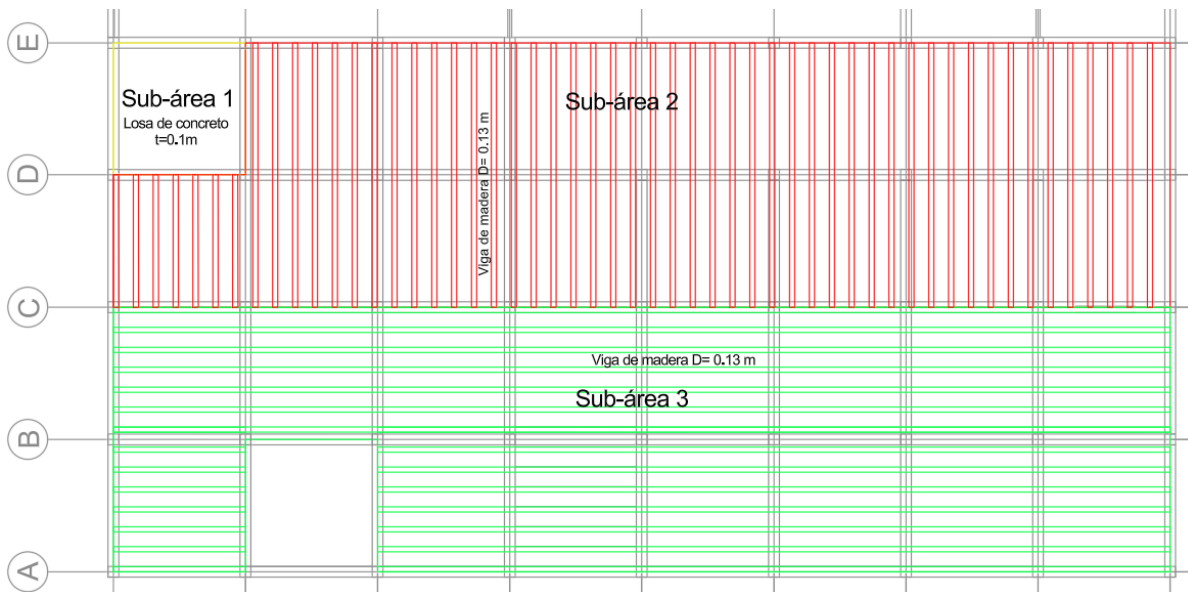 E
Sub-área 1
Losa de concreto
t=0.1m
Sub-área 2
Viga de madera D= 0.13 m
D
C
Viga de madera D= 0.13 m
Sub-área 3
B
A